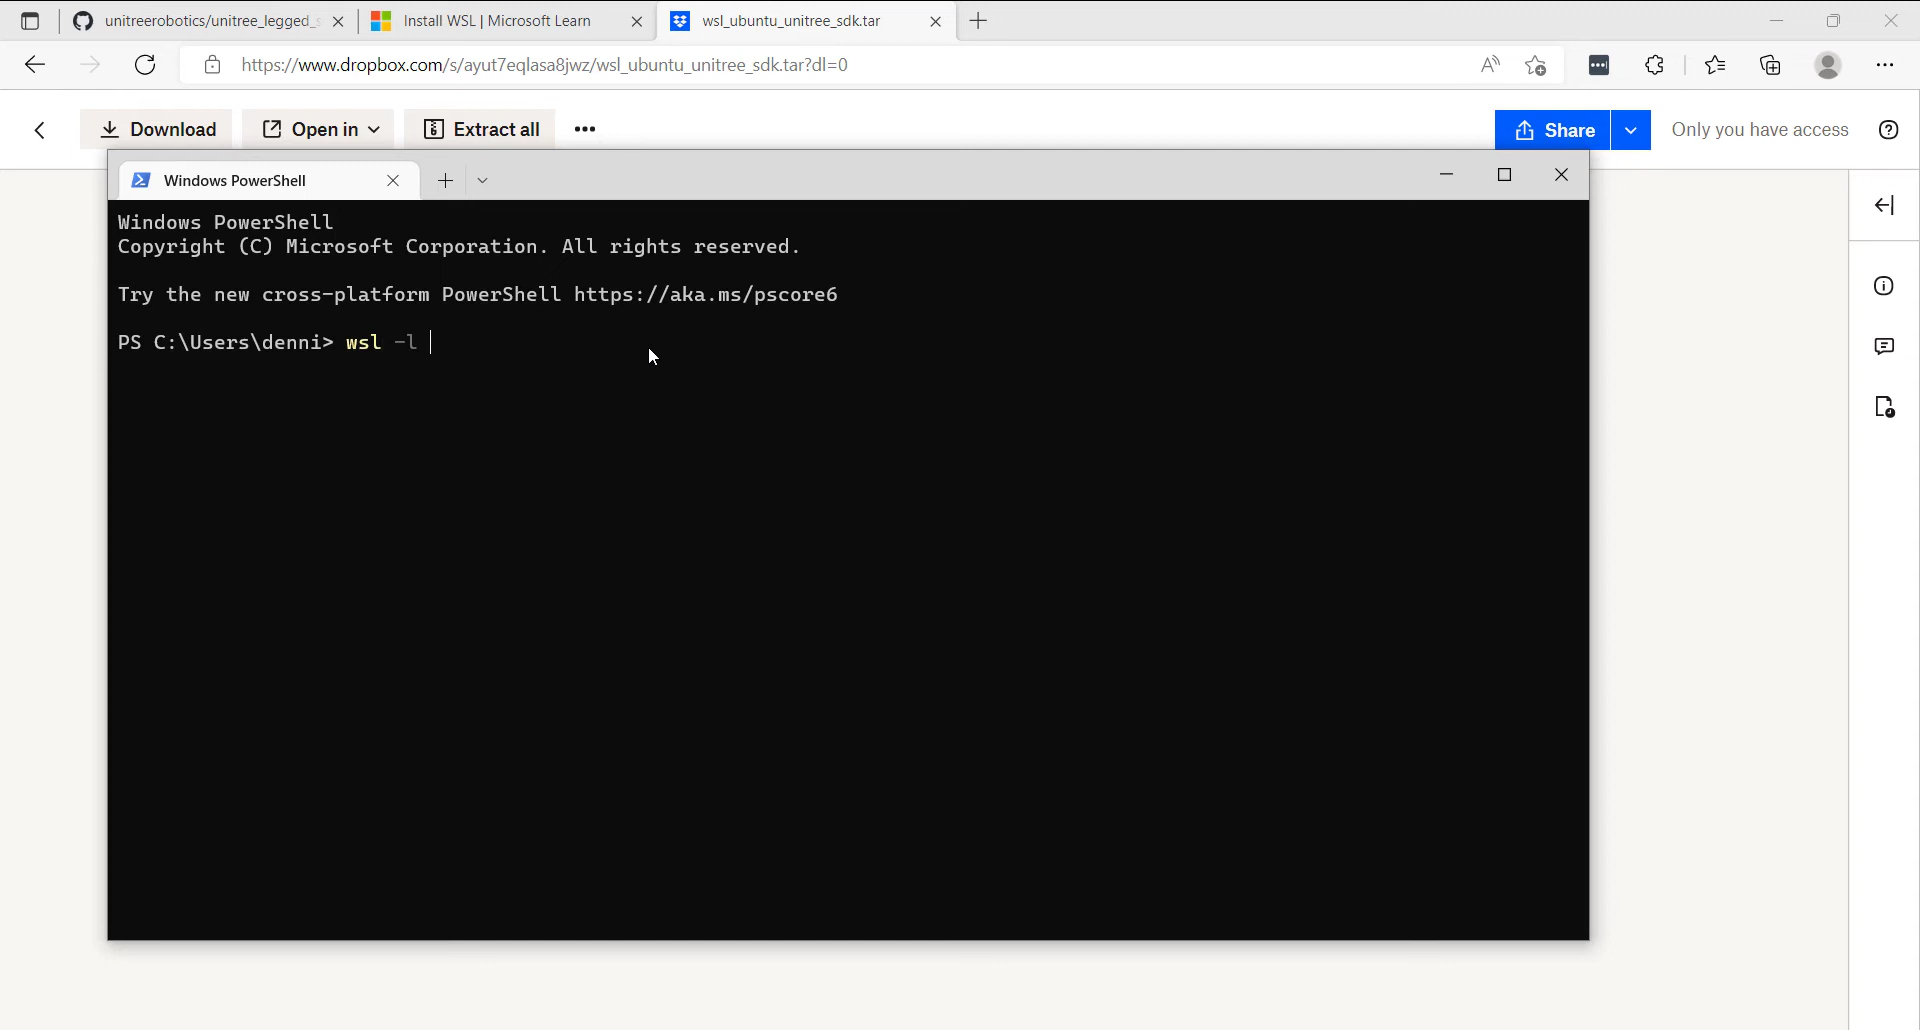 unitreerobotics/unitree_legged_s
Install WSL | Microsoft Learn
wsl_ubuntu_unitree_sdk.tar
https://www.dropbox.com/s/ayut7eqlasa8jwz/wsl_ubuntu_unitree_sdk.tar?dl=0
Download
Open in
Extract all
Share
Only you have access
Windows PowerShell
Windows PowerShell
Copyright (C) Microsoft Corporation. All rights reserved.
Try the new cross-platform PowerShell https://aka.ms/pscore6
PS C:\Users\denni> wsl -l